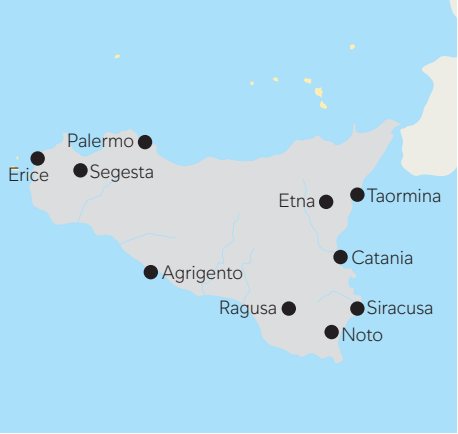 Palermo
Erice
Segesta
Etna
Taormina
Catania
Agrigento
Ragusa
Siracusa
Noto